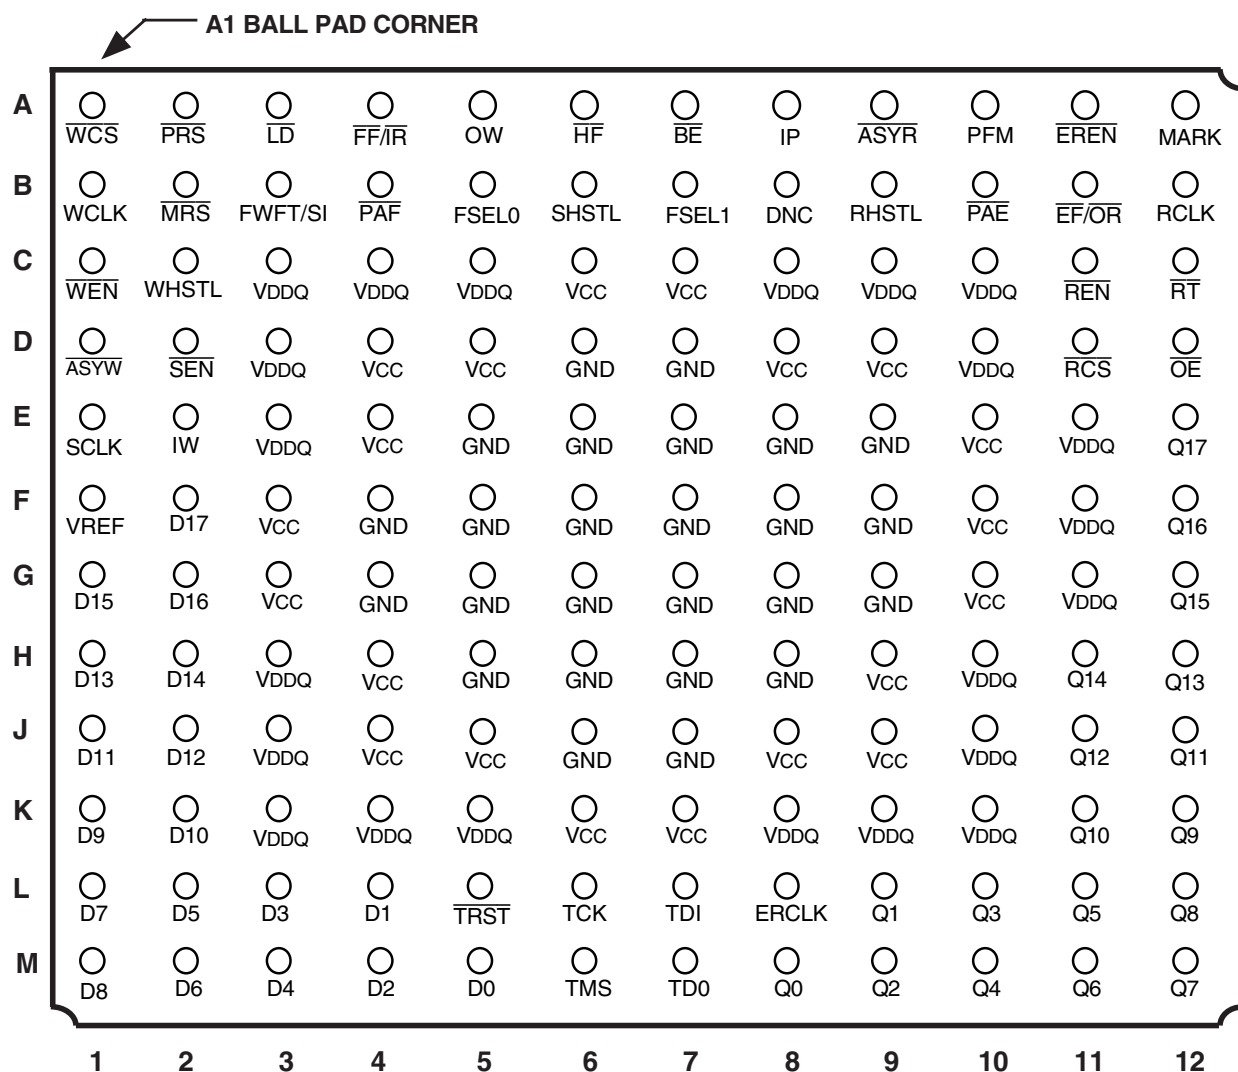 A1 BALL PAD CORNER
A
WCS PRS LD FF/IR OW HF BE IP ASYR PFM EREN MARK
B
WCLK MRS FWFT/SI PAF FSEL0 SHSTL FSEL1 DNC RHSTL PAE EF/OR RCLK
C
WEN WHSTL VDDQ VDDQ VDDQ VCC VCC VDDQ VDDQ VDDQ REN RT
D
ASYW SEN VDDQ VCC VCC GND GND VCC VCC VDDQ RCS OE
E
SCLK IW VDDQ VCC GND GND GND GND GND VCC VDDQ Q17
F
VREF D17 VCC GND GND GND GND GND GND VCC VDDQ Q16
G
D15 D16 VCC GND GND GND GND GND GND VCC VDDQ Q15
H
D13 D14 VDDQ VCC GND GND GND GND VCC VDDQ Q14 Q13
J
D11 D12 VDDQ VCC VCC GND GND VCC VCC VDDQ Q12 Q11
K
D9 D10 VDDQ VDDQ VDDQ VCC VCC VDDQ VDDQ VDDQ Q10 Q9
L
D7 D5 D3 D1 TRST TCK TDI ERCLK Q1 Q3 Q5 Q8
M
D8 D6 D4 D2 D0 TMS TD0 Q0 Q2 Q4 Q6 Q7
1 2 3 4 5 6 7 8 9 10 11 12